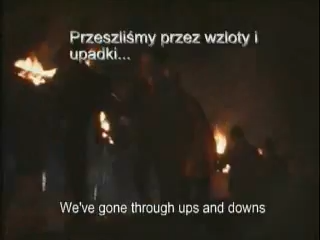 Przeszliśmy przez wzloty i
upadki...
We've gone through ups and downs